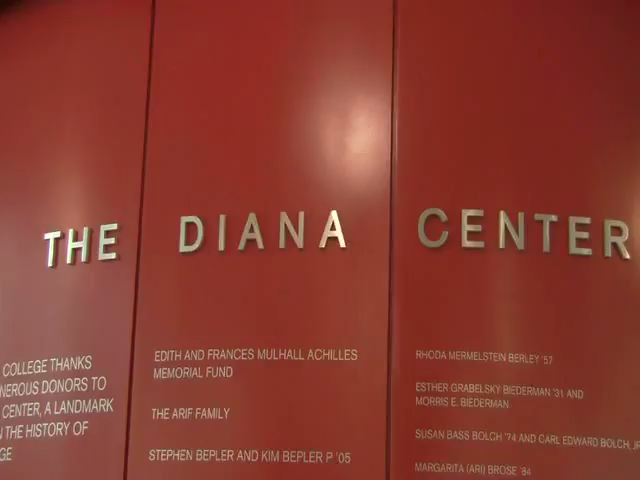 THE DIANA CENTER
COLLEGE THANKS
NEROUS DONORS TO
CENTER, A LANDMARK
N THE HISTORY OF
GE
EDITH AND FRANCES MULHALL ACHILLES
MEMORIAL FUND
THE ARIF FAMILY
STEPHEN BEPLER AND KIM BEPLER P '05
RHODA MERMELSTEIN BERLEY '57
ESTHER GRABELSKY BIEDERMAN '31 AND
MORRIS E. BIEDERMAN
SUSAN BASS BOLCH '74 AND CARL EDWARD BOLCH, JR
MARGARITA (ARI) BROSE '84